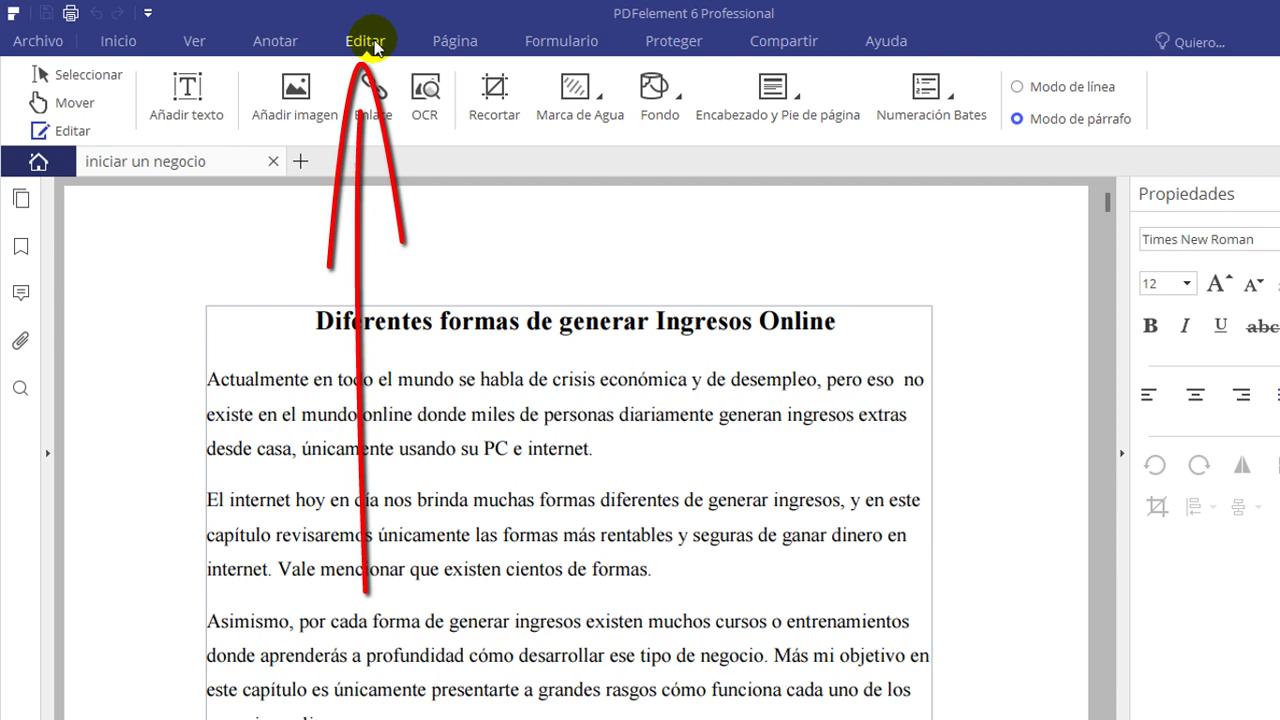 PDFelement 6 Professional
Archivo Inicio Ver Anotar Editar Página Formulario Proteger Compartir Ayuda Quiero...
Seleccionar
Mover
Editar
Añadir texto
Añadir imagen
Enlace
OCR
Recortar
Marca de Agua
Fondo
Encabezado y Pie de página
Numeración Bates
Modo de línea
Modo de párrafo
iniciar un negocio
Propiedades
Times New Roman
12
A A
B I U abc
Diferentes formas de generar Ingresos Online
Actualmente en todo el mundo se habla de crisis económica y de desempleo, pero eso no
existe en el mundo online donde miles de personas diariamente generan ingresos extras
desde casa, únicamente usando su PC e internet.
El internet hoy en día nos brinda muchas formas diferentes de generar ingresos, y en este
capítulo revisaremos únicamente las formas más rentables y seguras de ganar dinero en
internet. Vale mencionar que existen cientos de formas.
Asimismo, por cada forma de generar ingresos existen muchos cursos o entrenamientos
donde aprenderás a profundidad cómo desarrollar ese tipo de negocio. Más mi objetivo en
este capítulo es únicamente presentarte a grandes rasgos cómo funciona cada uno de los